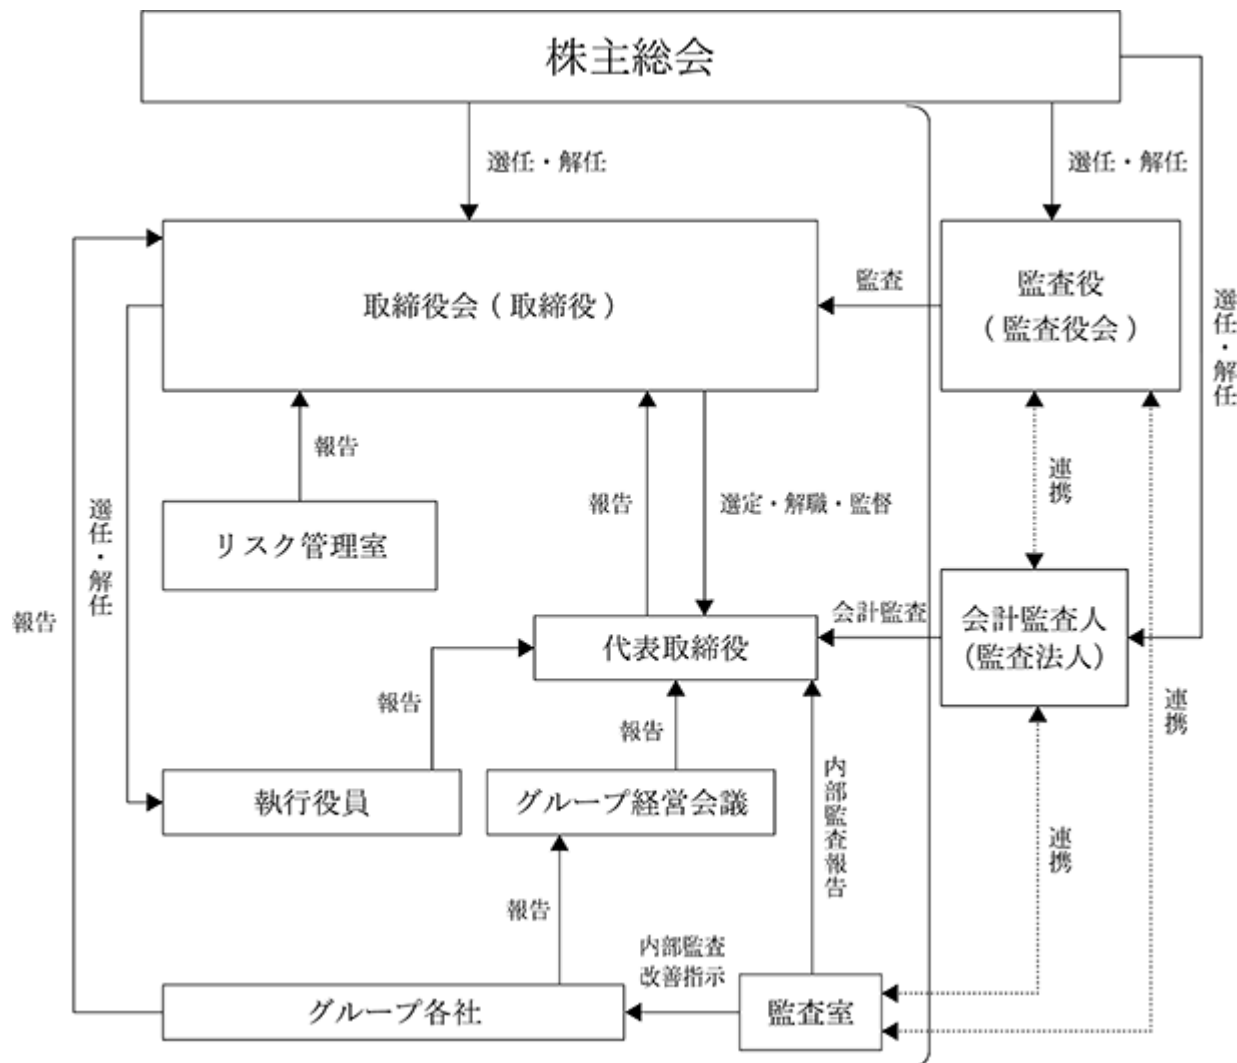 株主総会
選任・解任
選任・解任
選任・解任
取締役会(取締役)
監査
監査役
(監査役会)
報告
報告
選定・解職・監督
連携
選任・解任
リスク管理室
報告
代表取締役
会計監査
会計監査人
(監査法人)
連携
報告
報告
執行役員
グループ経営会議
内部監査報告
連携
報告
内部監査
改善指示
グループ各社
監査室